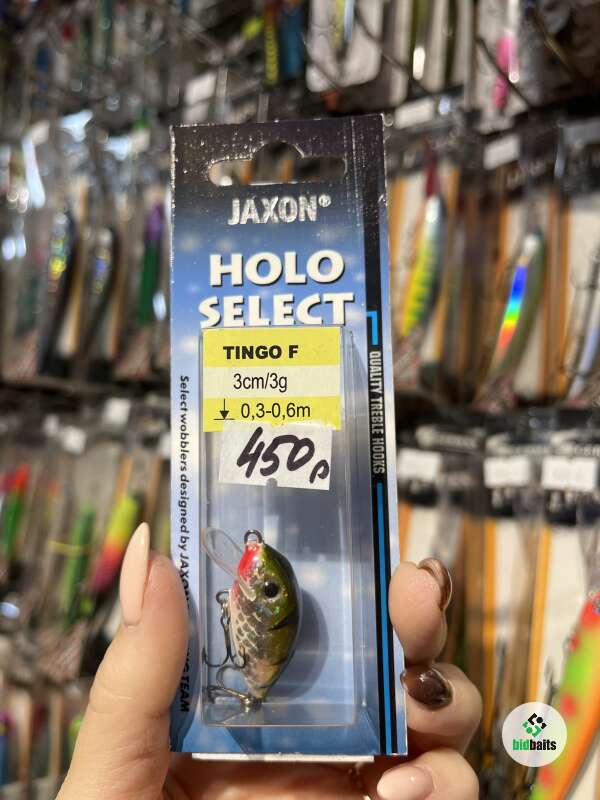 JAXON®
HOLO
SELECT
TINGO F
3cm/3g
0,3-0,6m
450р
QUALITY TREBLE HOOKS
Select wobblers designed by JAXON
TEAM
bidbaits